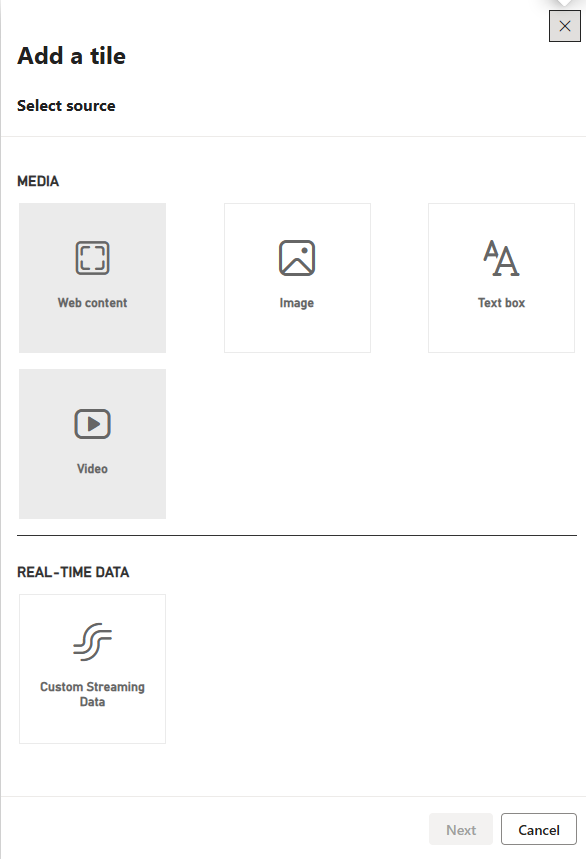 Add a tile
Select source
MEDIA
Web content
Image
Text box
Video
REAL-TIME DATA
Custom Streaming
Data
Next
Cancel